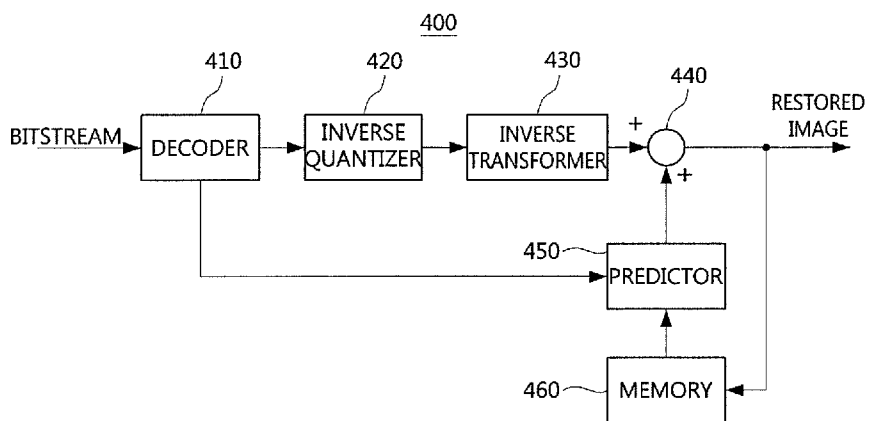 400
410
420
430
440
BITSTREAM
DECODER
INVERSE
QUANTIZER
INVERSE
TRANSFORMER
+
+
RESTORED
IMAGE
450
PREDICTOR
460
MEMORY